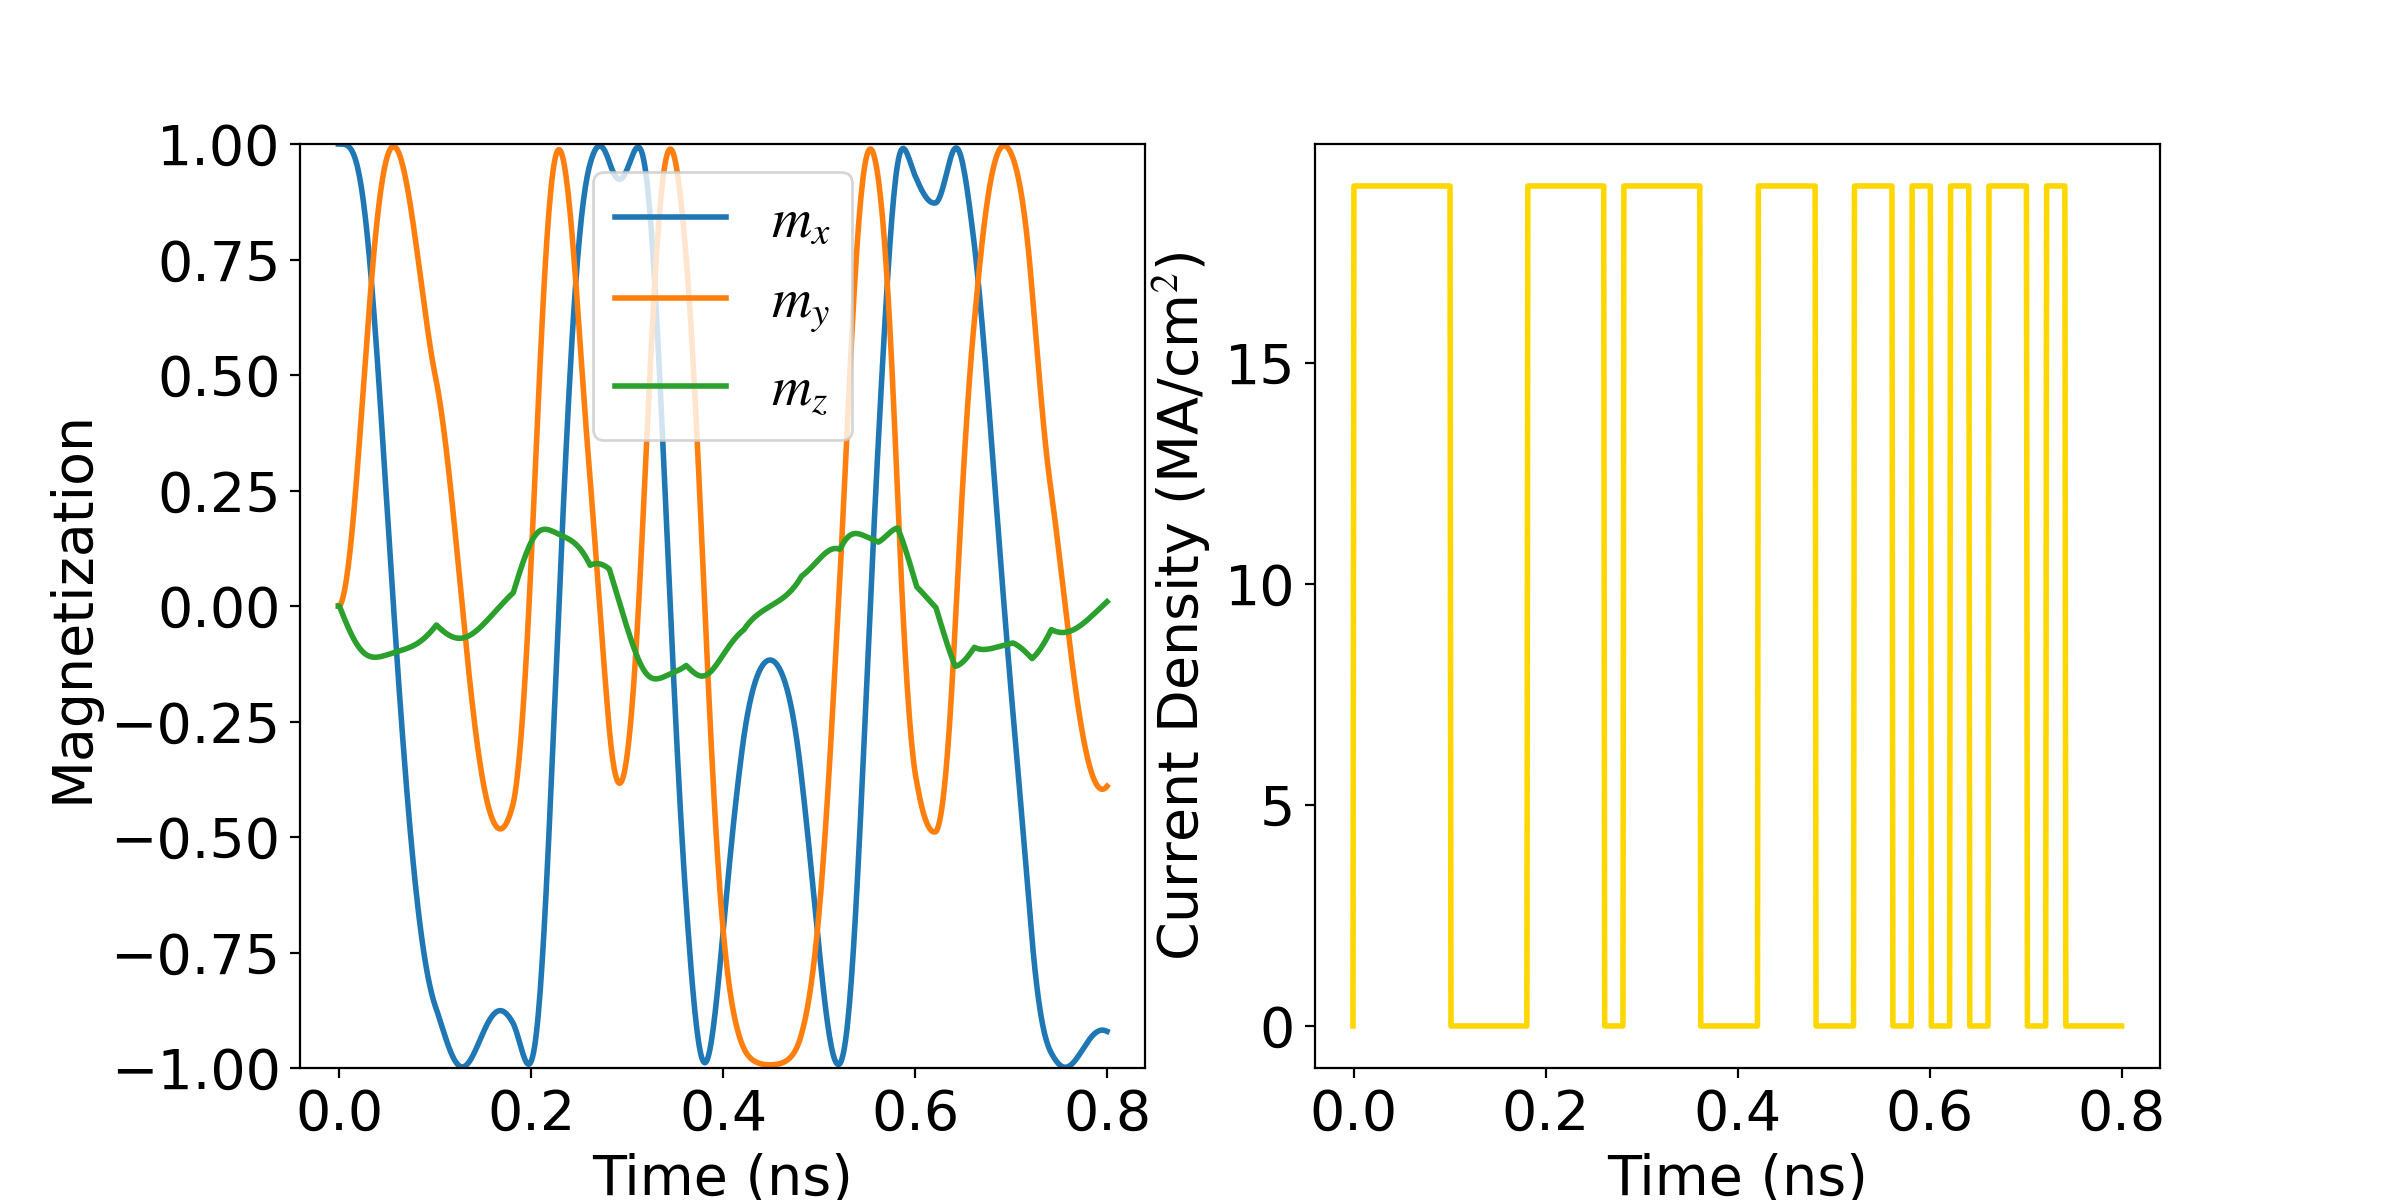 Magnetization
1.00
0.75
0.50
0.25
0.00
−0.25
−0.50
−0.75
−1.00
0.0 0.2 0.4 0.6 0.8
Time (ns)
m_x
m_y
m_z
Current Density (MA/cm²)
15
10
5
0
0.0 0.2 0.4 0.6 0.8
Time (ns)